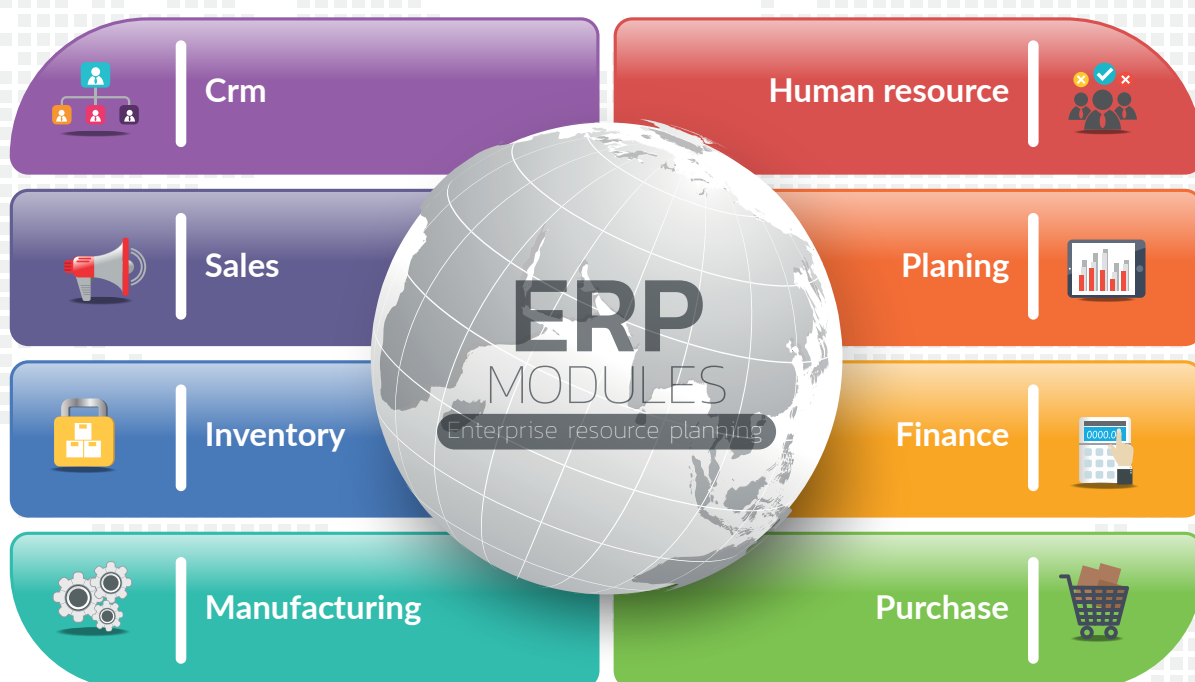 Crm
Human resource
Sales
Planing
ERP
MODULES
Enterprise resource planning
Inventory
Finance
0000.0
Manufacturing
Purchase